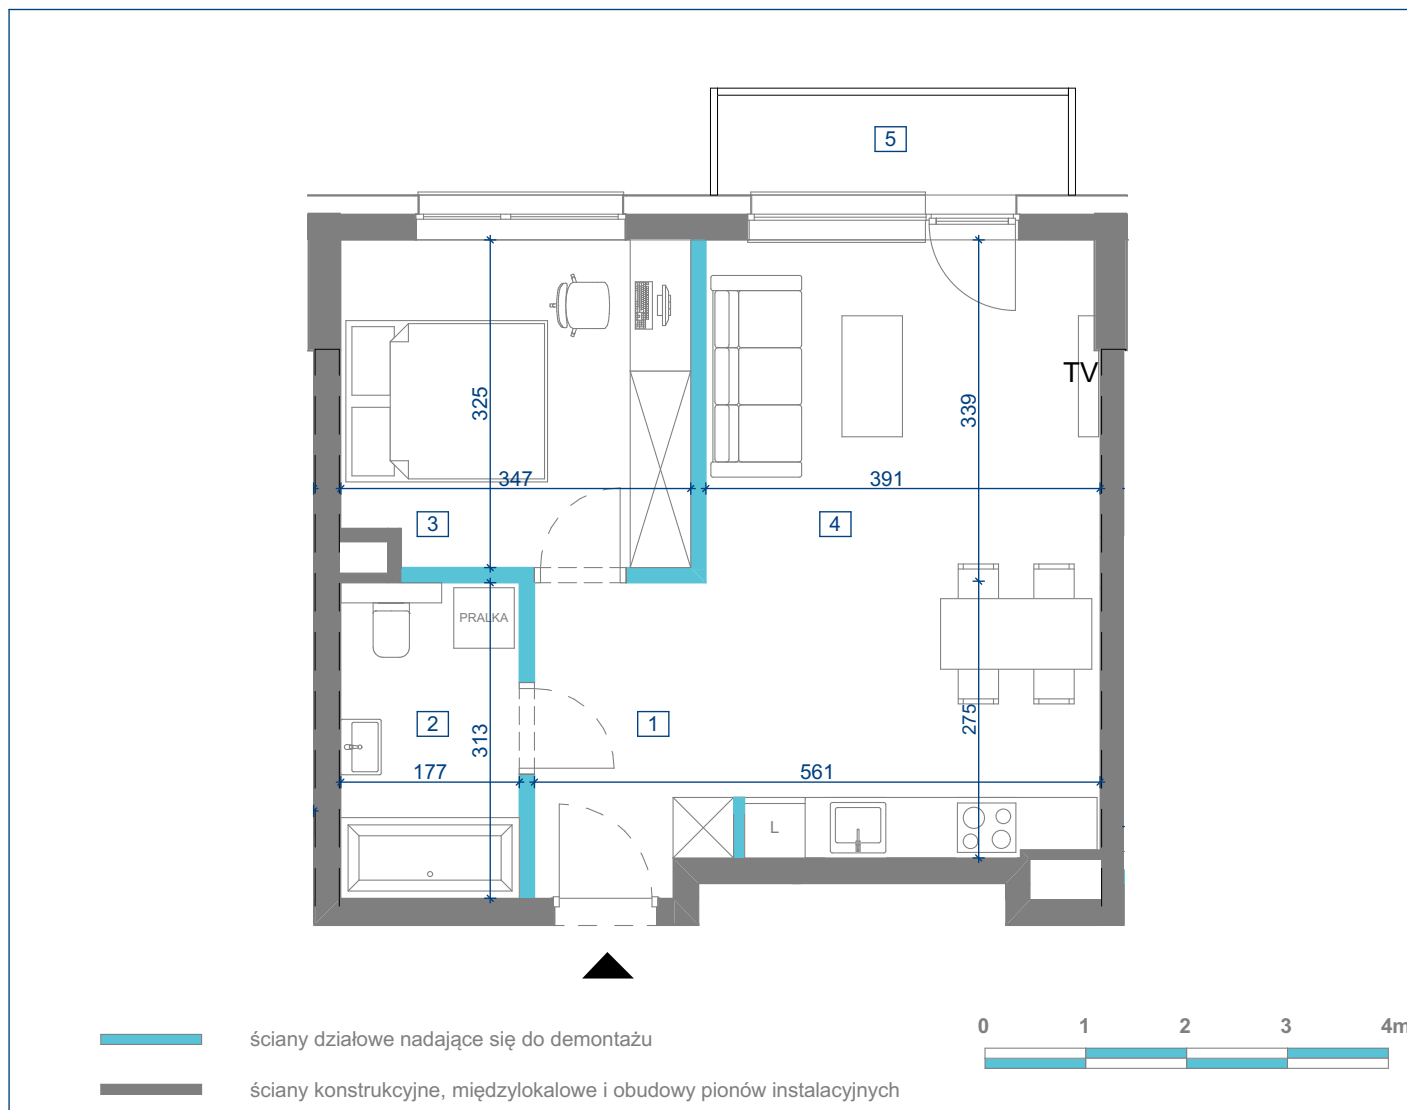 5
TV
325
339
347
391
3
4
PRALKA
2
1
313
275
177
561
L
0 1 2 3 4m
ściany działowe nadające się do demontażu
ściany konstrukcyjne, międzylokalowe i obudowy pionów instalacyjnych